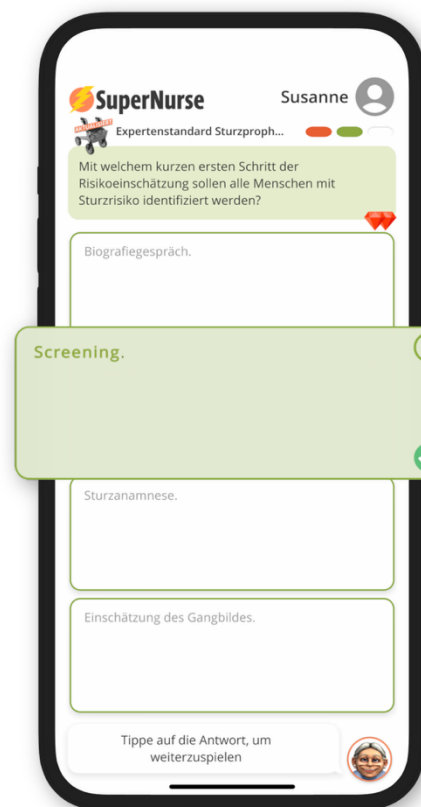 SuperNurse
Susanne
AKTUALISIERT
Expertenstandard Sturzproph...
Mit welchem kurzen ersten Schritt der
Risikoeinschätzung sollen alle Menschen mit
Sturzrisiko identifiziert werden?
Biografiegespräch.
Screening.
Sturzanamnese.
Einschätzung des Gangbildes.
Tippe auf die Antwort, um
weiterzuspielen